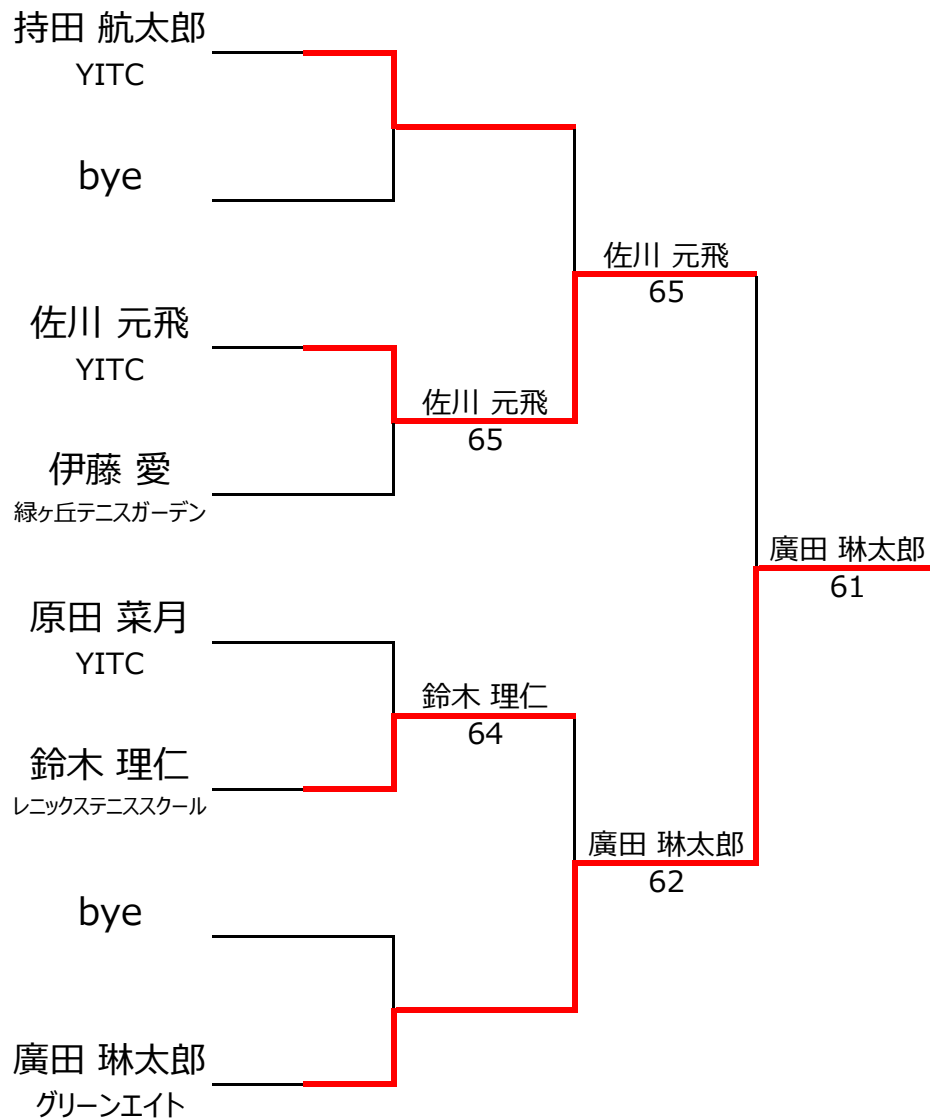 持田 航太郎
YITC
bye
佐川 元飛
YITC
伊藤 愛
緑ヶ丘テニスガーデン
原田 菜月
YITC
鈴木 理仁
レニックステニススクール
bye
廣田 琳太郎
グリーンエイト
佐川 元飛
65
鈴木 理仁
64
佐川 元飛
65
廣田 琳太郎
62
廣田 琳太郎
61